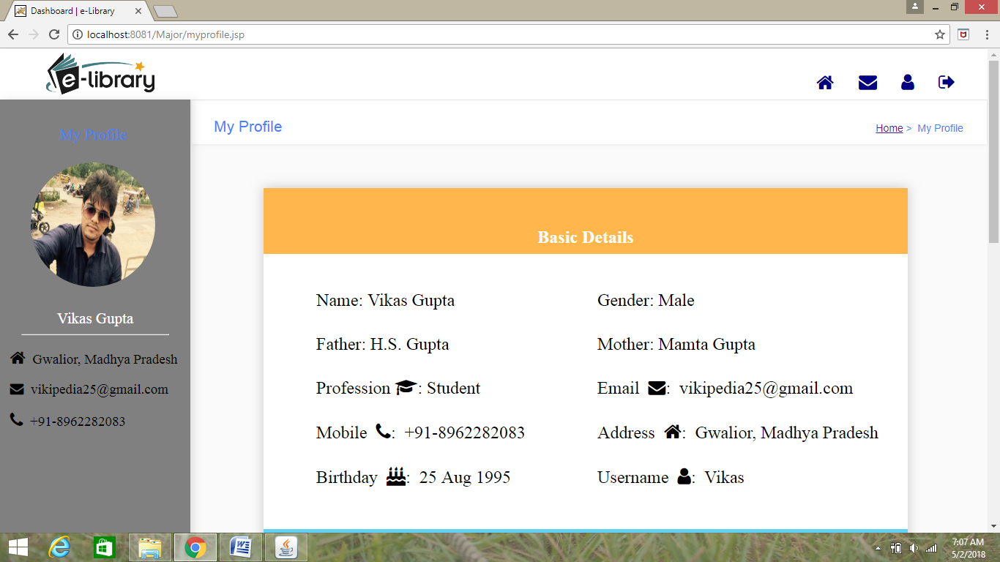 Dashboard | e-Library
localhost:8081/Major/myprofile.jsp
e-library
My Profile
My Profile
Home > My Profile
Basic Details
Vikas Gupta
Gwalior, Madhya Pradesh
vikipedia25@gmail.com
+91-8962282083
Name: Vikas Gupta
Gender: Male
Father: H.S. Gupta
Mother: Mamta Gupta
Profession : Student
Email : vikipedia25@gmail.com
Mobile : +91-8962282083
Address : Gwalior, Madhya Pradesh
Birthday : 25 Aug 1995
Username : Vikas
7:07 AM
5/2/2018